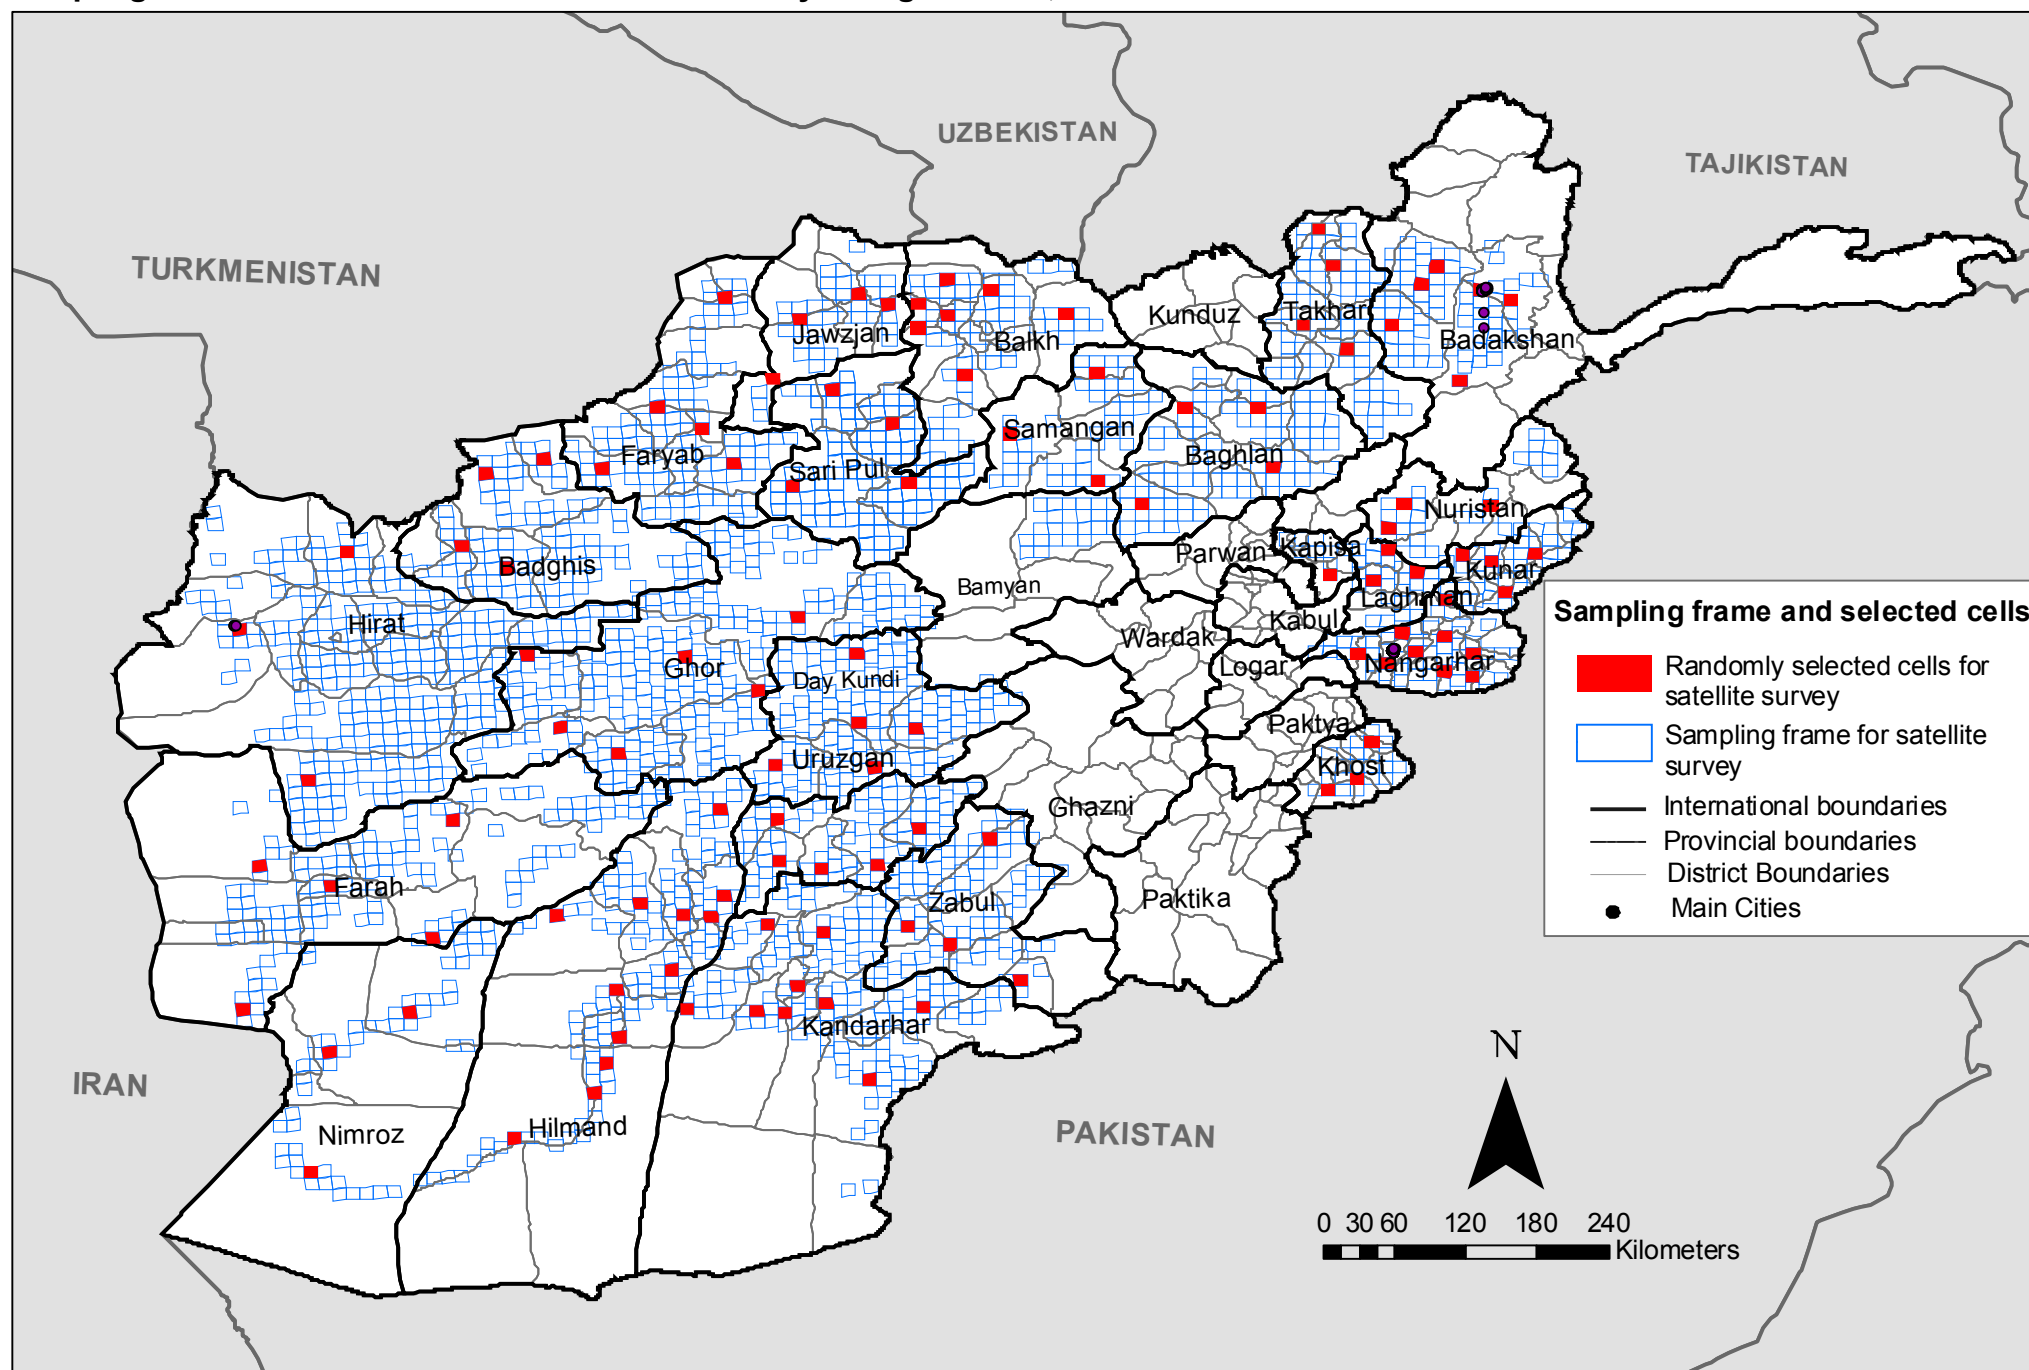 UZBEKISTAN
TAJIKISTAN
TURKMENISTAN
Kunduz
Takhar
Jawzjan
Balkh
Badakshan
Samangan
Faryab
Sari Pul
Baghlan
Nuristan
Parwan
Kapisa
Badghis
Kunar
Bamyan
Laghman
Hirat
Kabul
Wardak
Ghor
Nangarhar
Logar
Day Kundi
Paktya
Uruzgan
Khost
Ghazni
Farah
Zabul
Paktika
Kandarhar
IRAN
Nimroz
Hilmand
PAKISTAN
Sampling frame and selected cells
Randomly selected cells for
satellite survey
Sampling frame for satellite
survey
International boundaries
Provincial boundaries
District Boundaries
Main Cities
N
0 30 60 120 180 240
Kilometers